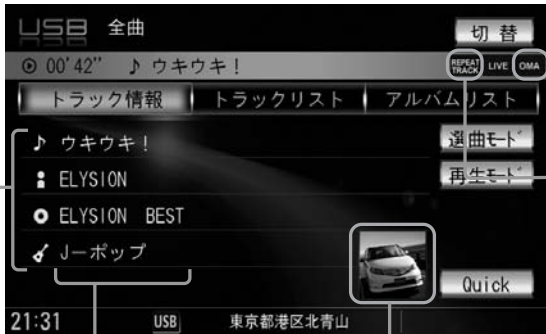 USB 全曲
切 替
00'42" ♪ ウキウキ!
REPEAT TRACK LIVE OMA
トラック情報 トラックリスト アルバムリスト
♪ ウキウキ!
選曲ﾓｰﾄﾞ
ELYSION
再生ﾓｰﾄﾞ
ELYSION BEST
J-ポップ
Quick
21:31 USB 東京都港区北青山